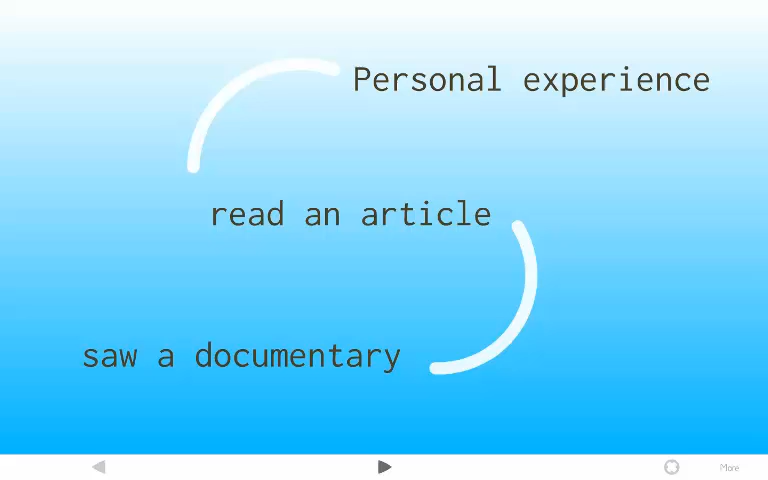 Personal experience
read an article
saw a documentary
More